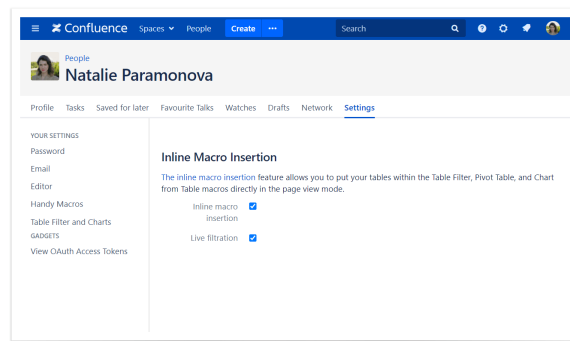 Confluence Spaces People Create ... Search
People
Natalie Paramonova
Profile Tasks Saved for later Favourite Talks Watches Drafts Network Settings
YOUR SETTINGS
Password
Email
Editor
Handy Macros
Table Filter and Charts
GADGETS
View OAuth Access Tokens
Inline Macro Insertion
The inline macro insertion feature allows you to put your tables within the Table Filter, Pivot Table, and Chart
from Table macros directly in the page view mode.
Inline macro
insertion
Live filtration